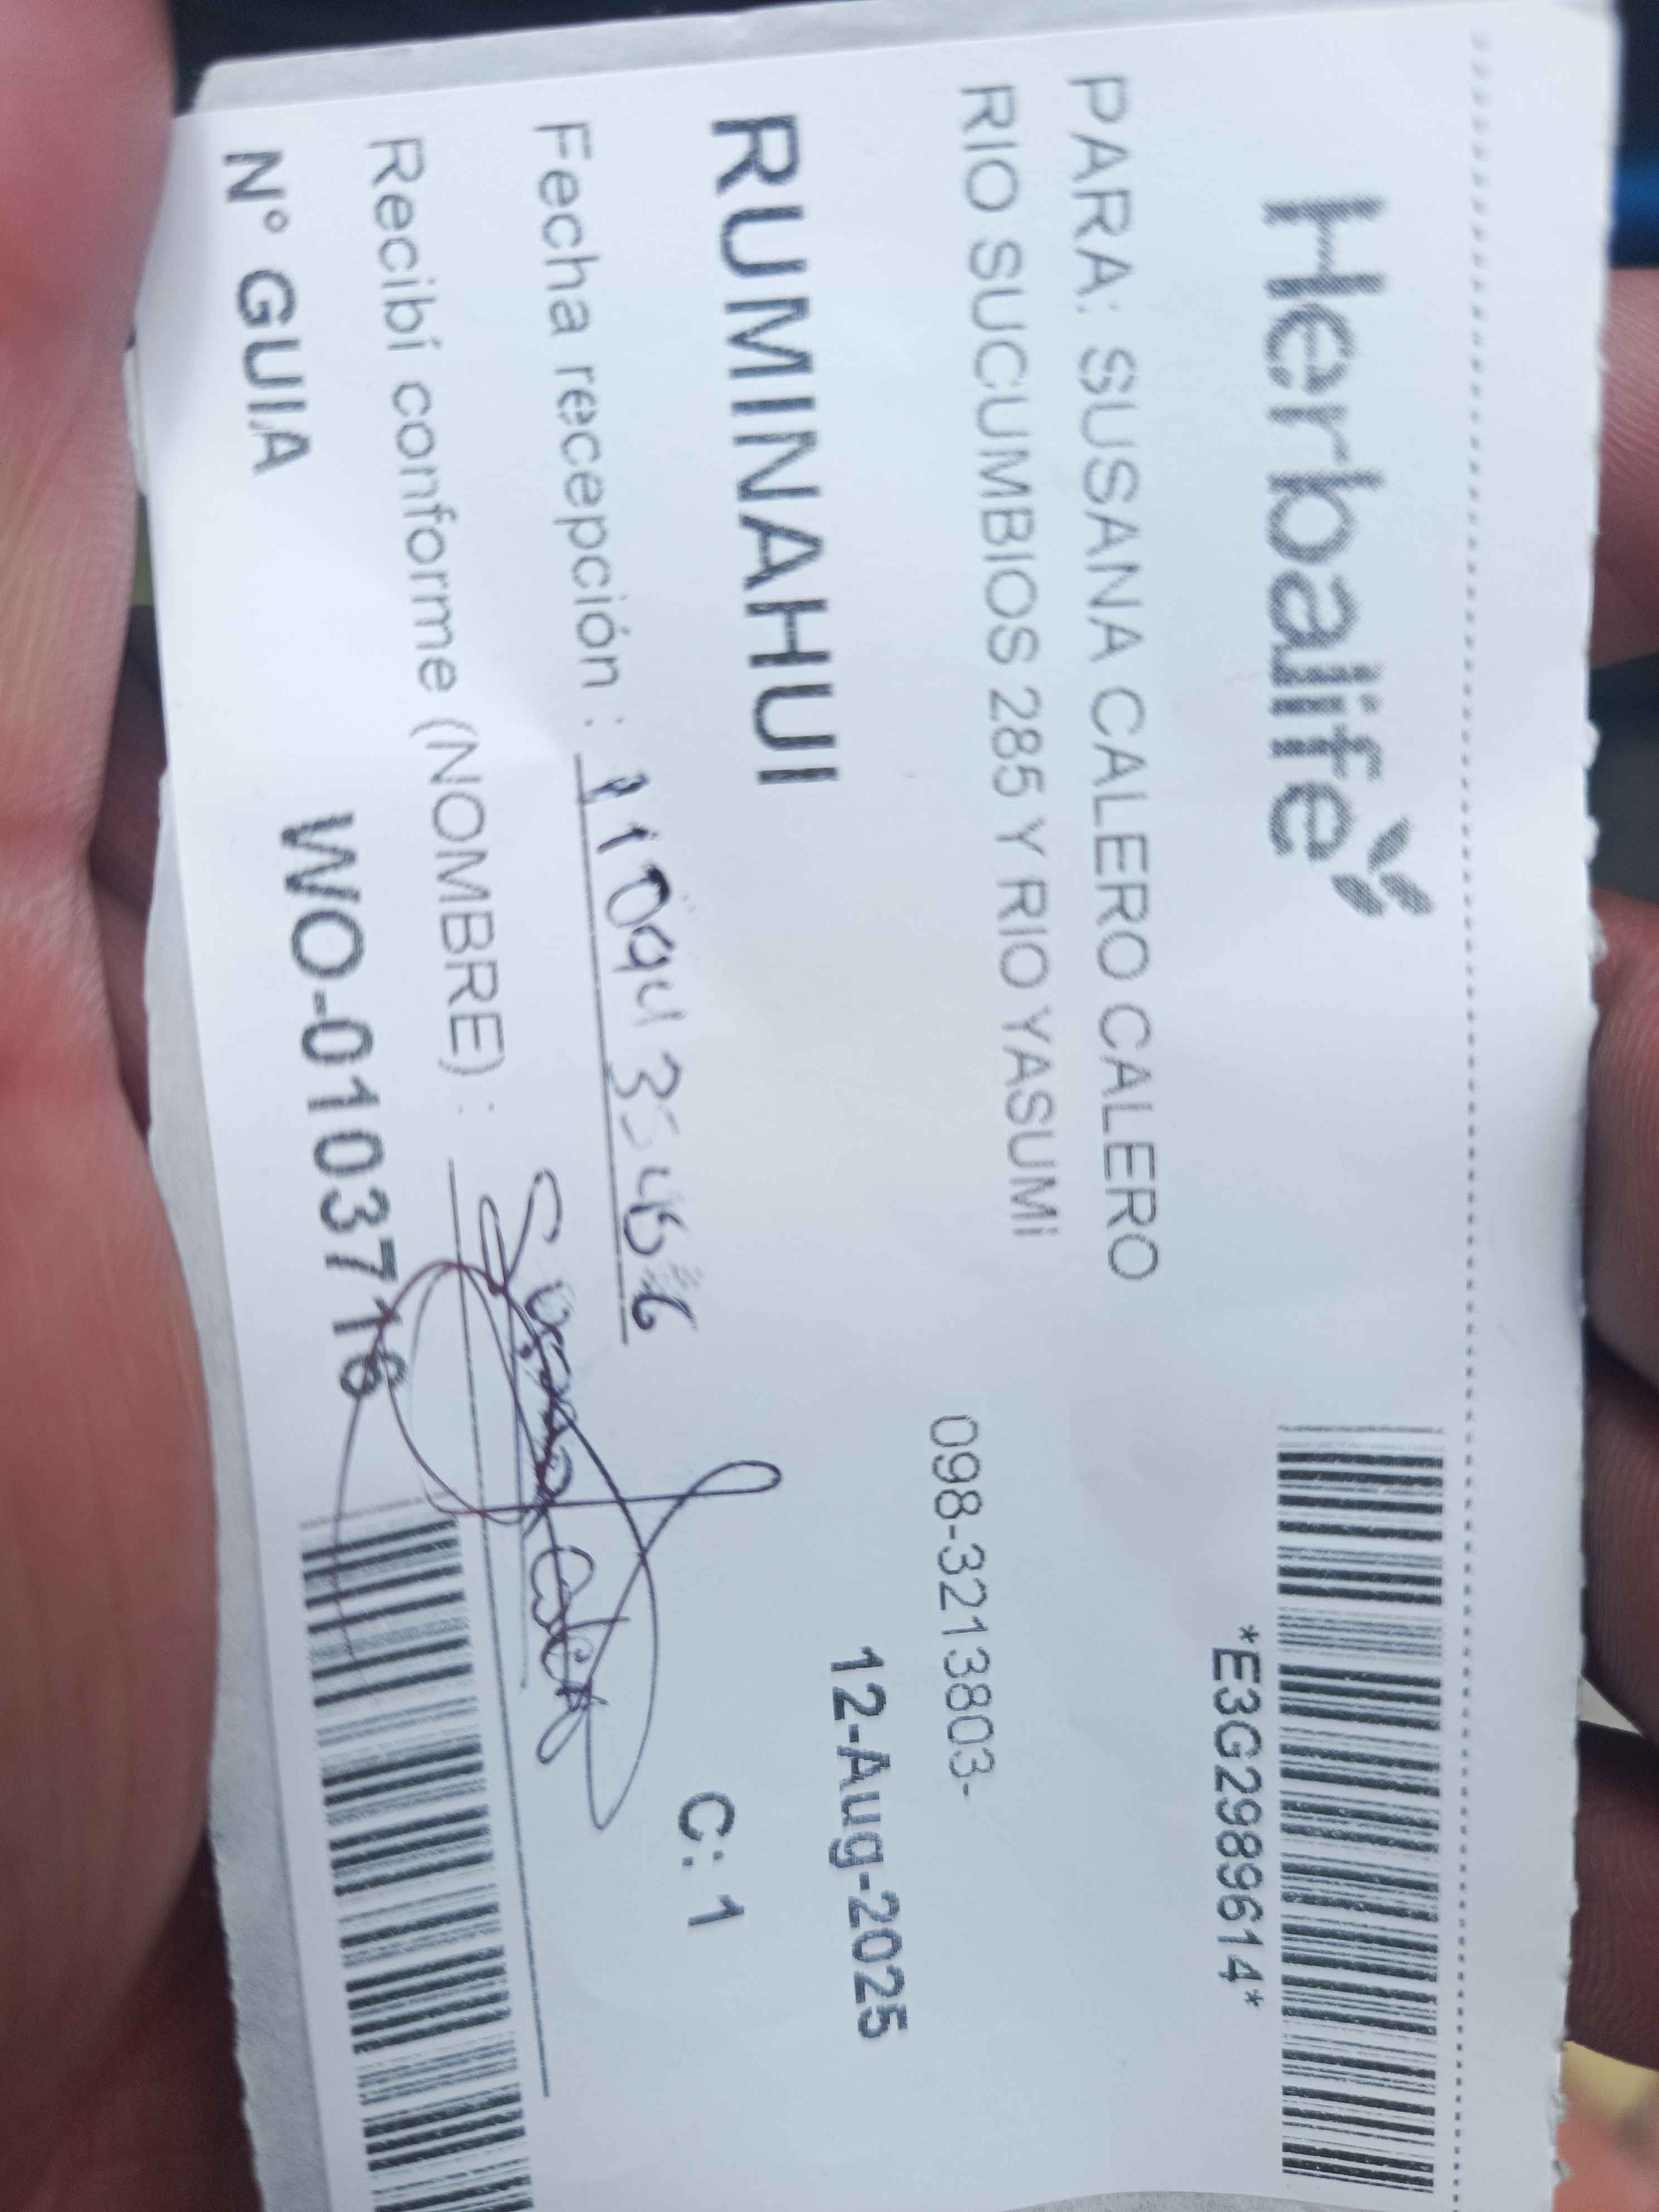 Herbalife
*E3G2989614*
PARA: SUSANA CALERO CALERO
RIO SUCUMBIOS 285 Y RIO YASUMI
098-3213803-
12-Aug-2025
RUMINAHUI
C: 1
Fecha recepción :
Recibí conforme (NOMBRE) : Susana
N° GUIA WO-0103716